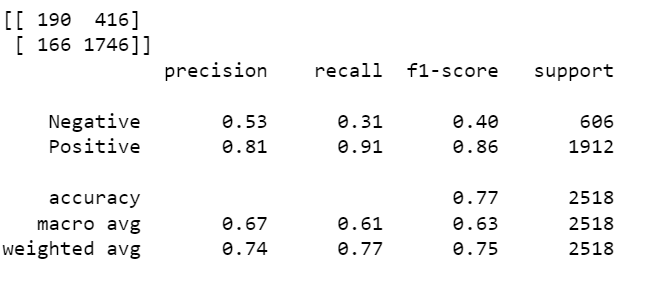 [[ 190  416]
 [ 166 1746]]
              precision    recall  f1-score   support

    Negative       0.53      0.31      0.40       606
    Positive       0.81      0.91      0.86      1912

    accuracy                           0.77      2518
   macro avg       0.67      0.61      0.63      2518
weighted avg       0.74      0.77      0.75      2518